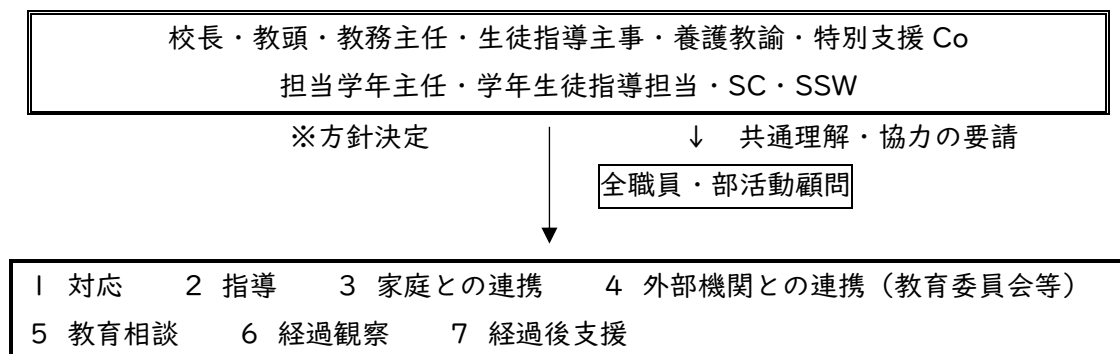 校長・教頭・教務主任・生徒指導主事・養護教諭・特別支援 Co
担当学年主任・学年生徒指導担当・SC・SSW
※方針決定　↓　共通理解・協力の要請
全職員・部活動顧問
1 対応　2 指導　3 家庭との連携　4 外部機関との連携（教育委員会等）
5 教育相談　6 経過観察　7 経過後支援